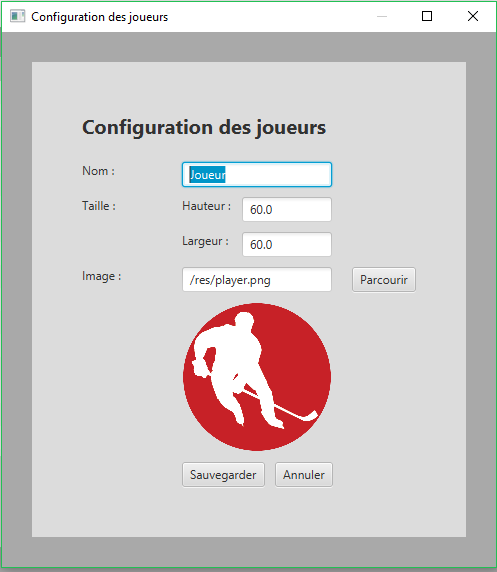 Configuration des joueurs
Configuration des joueurs
Nom : Joueur
Taille : Hauteur : 60.0
Largeur : 60.0
Image : /res/player.png Parcourir
Sauvegarder Annuler